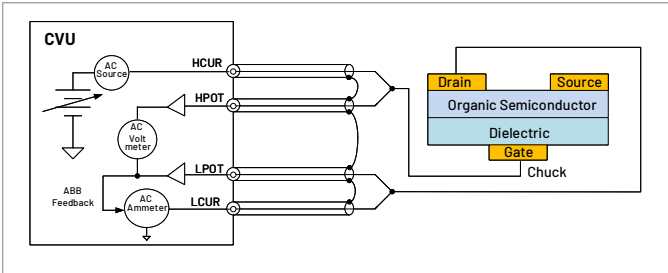 CVU
AC
Source
HCUR
HPOT
AC
Volt
meter
LPOT
ABB
Feedback
AC
Ammeter
LCUR
Drain
Source
Organic Semiconductor
Dielectric
Gate
Chuck